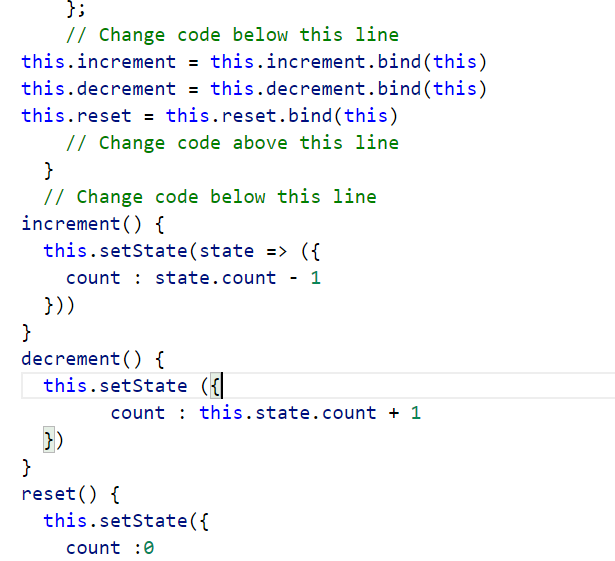 };
// Change code below this line
this.increment = this.increment.bind(this)
this.decrement = this.decrement.bind(this)
this.reset = this.reset.bind(this)
// Change code above this line
}
// Change code below this line
increment() {
this.setState(state => ({
count : state.count - 1
}))
}
decrement() {
this.setState ({
count : this.state.count + 1
})
}
reset() {
this.setState({
count :0